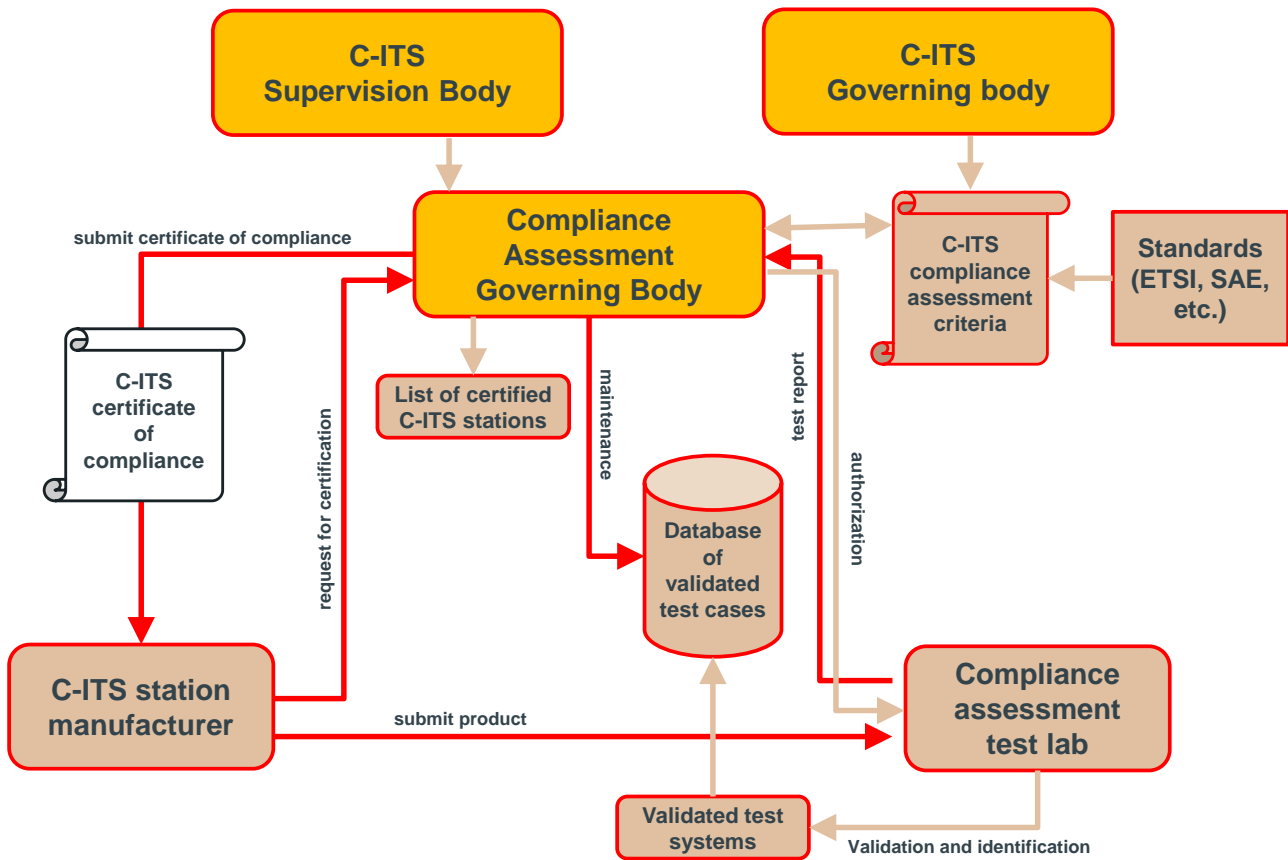 C-ITS
Supervision Body
C-ITS
Governing body
Compliance
Assessment
Governing Body
submit certificate of compliance
C-ITS
compliance
assessment
criteria
Standards
(ETSI, SAE,
etc.)
C-ITS
certificate
of
compliance
List of certified
C-ITS stations
request for certification
maintenance
test report
authorization
Database
of
validated
test cases
C-ITS station
manufacturer
submit product
Compliance
assessment
test lab
Validated test
systems
Validation and identification